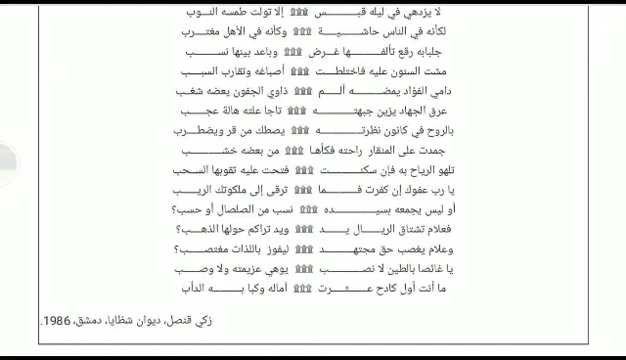 لا يزدهي في ليله قبس ۩۩۩ إلا تولت طمسه النوب
لكأنه في الناس حاشية ۩۩۩ وكأنه في الأهل مغترب
جلبابه رقع تألفها غرض ۩۩۩ وباعد بينها نسب
مشت السنون عليه فاختلطت ۩۩۩ أصباغه وتقارب السبب
دامي الفؤاد يمضه ألم ۩۩۩ ذاوي الجفون يعضه شغب
عرق الجهاد يزين جبهته ۩۩۩ تاجا علته هالة عجب
بالروح في كانون نظرته ۩۩۩ يصطك من قر ويضطرب
جمدت على المنقار راحته فكأها ۩۩۩ من بعضه خشب
تلهو الرياح به فإن سكنت ۩۩۩ فتحت عليه ثقوبها السحب
يا رب عفوك إن كفرت فما ۩۩۩ ترقى إلى ملكوتك الريب
أو ليس يجمعه بسيده ۩۩۩ نسب من الصلصال أو حسب؟
فعلام تشتاق الريال يد ۩۩۩ ويد تراكم حولها الذهب؟
وعلام يغصب حق مجتهد ۩۩۩ ليفوز باللذات مغتصب؟
يا غائصا بالطين لا نصب ۩۩۩ يوهي عزيمته ولا وصب
ما أنت أول كادح عثرت ۩۩۩ آماله وكبا به الدأب
زكي قنصل، ديوان شظايا، دمشق، 1986.